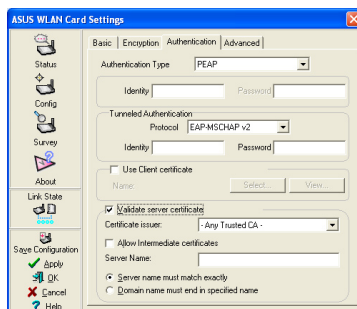 ASUS WLAN Card Settings
Status
Config
Survey
About
Link State
Save Configuration
Apply
OK
Cancel
Help
Basic Encryption Authentication Advanced
Authentication Type PEAP
Identity Password
Tunneled Authentication
Protocol EAP-MSCHAP v2
Identity Password
Use Client certificate
Name: Select... View...
Validate server certificate
Certificate issuer: - Any Trusted CA -
Allow Intermediate certificates
Server Name:
Server name must match exactly
Domain name must end in specified name